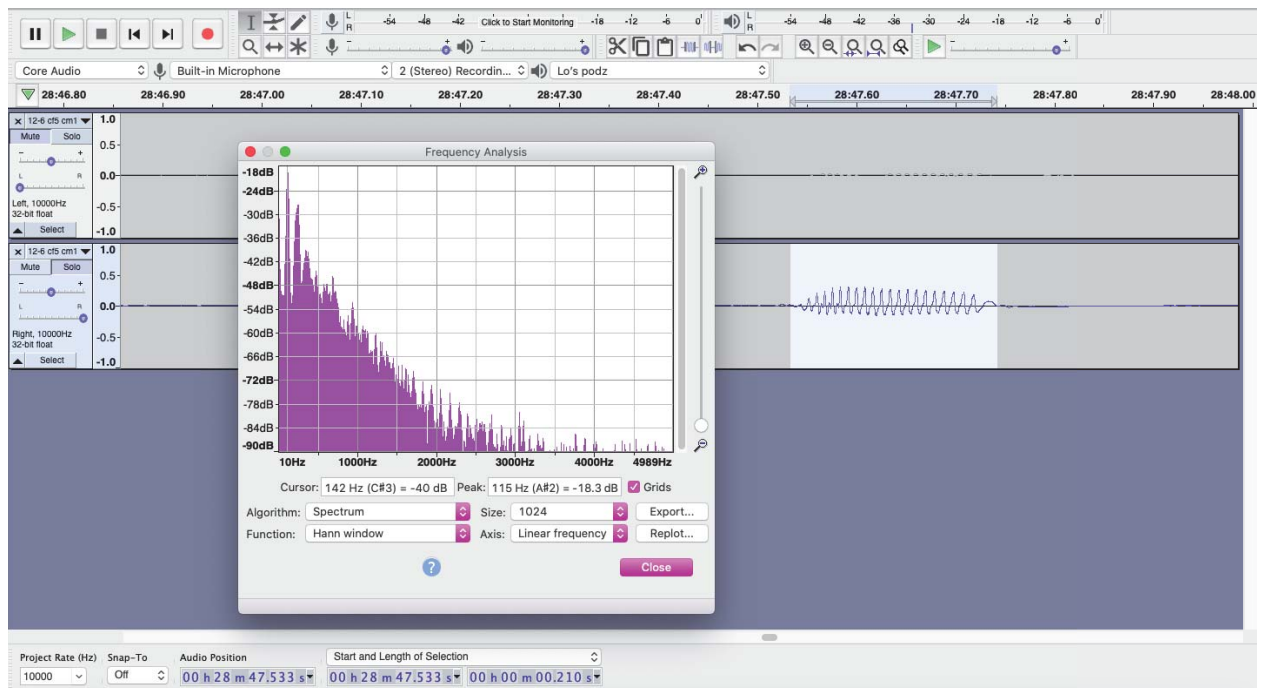 L R -54 -48 -42 Click to Start Monitoring -18 -12 -6 0
L R -54 -48 -42 -36 -30 -24 -18 -12 -6 0
- +
- +
- +
Core Audio Built-in Microphone 2 (Stereo) Recordin... Lo's podz
28:46.80 28:46.90 28:47.00 28:47.10 28:47.20 28:47.30 28:47.40 28:47.50 28:47.60 28:47.70 28:47.80 28:47.90 28:48.00
x 12-6 cf5 cm1
Mute Solo
- +
L R
Left, 10000Hz
32-bit float
Select
1.0
0.5
0.0
-0.5
-1.0
x 12-6 cf5 cm1
Mute Solo
- +
L R
Right, 10000Hz
32-bit float
Select
1.0
0.5
0.0
-0.5
-1.0
Frequency Analysis
-18dB
-24dB
-30dB
-36dB
-42dB
-48dB
-54dB
-60dB
-66dB
-72dB
-78dB
-84dB
-90dB
10Hz 1000Hz 2000Hz 3000Hz 4000Hz 4989Hz
Cursor: 142 Hz (C#3) = -40 dB Peak: 115 Hz (A#2) = -18.3 dB Grids
Algorithm: Spectrum Size: 1024 Export...
Function: Hann window Axis: Linear frequency Replot...
? Close
Project Rate (Hz) Snap-To Audio Position Start and Length of Selection
10000 Off 00 h 28 m 47.533 s 00 h 28 m 47.533 s 00 h 00 m 00.210 s